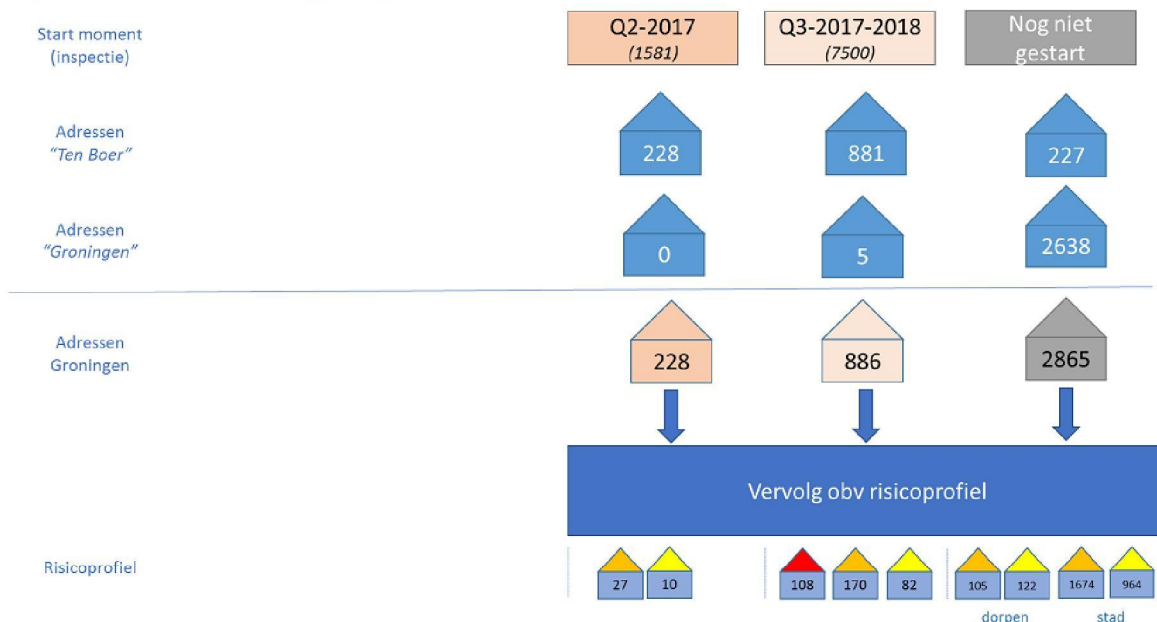 Start moment
(inspectie)
Q2-2017
(1581)
Q3-2017-2018
(7500)
Nog niet
gestart
Adressen
"Ten Boer"
228
881
227
Adressen
"Groningen"
0
5
2638
Adressen
Groningen
228
886
2865
Vervolg obv risicoprofiel
Risicoprofiel
27
10
108
170
82
105
122
1674
964
dorpen
stad